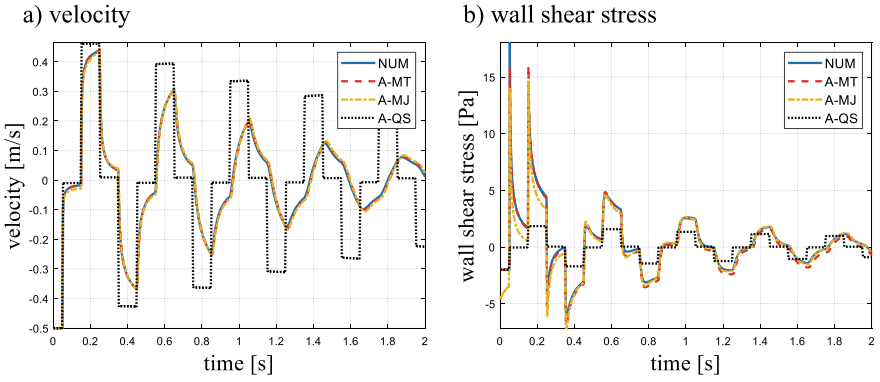 a) velocity
velocity [m/s]
0.4
0.3
0.2
0.1
0
-0.1
-0.2
-0.3
-0.4
-0.5
NUM
A-MT
A-MJ
A-QS
0 0.2 0.4 0.6 0.8 1 1.2 1.4 1.6 1.8 2
time [s]
b) wall shear stress
wall shear stress [Pa]
15
10
5
0
-5
NUM
A-MT
A-MJ
A-QS
0 0.2 0.4 0.6 0.8 1 1.2 1.4 1.6 1.8 2
time [s]